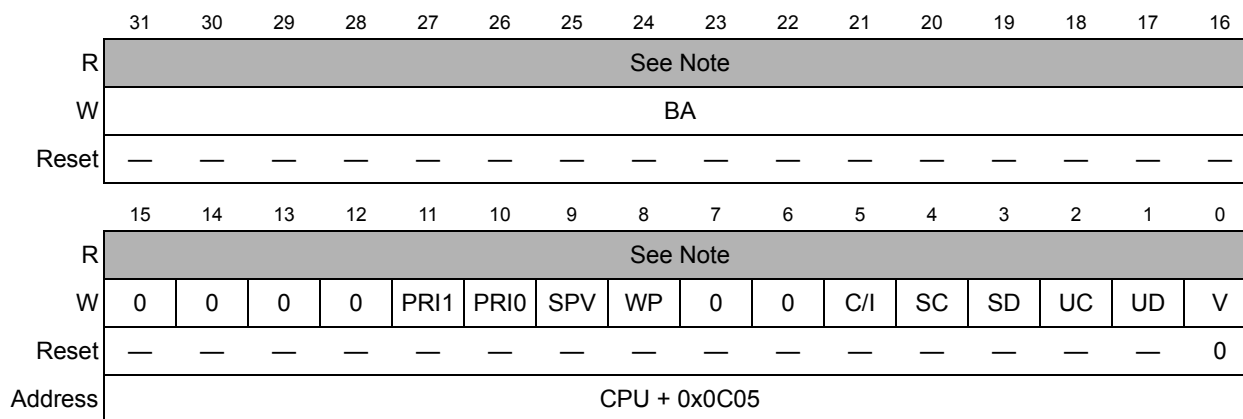 31 30 29 28 27 26 25 24 23 22 21 20 19 18 17 16
R See Note
W BA
Reset — — — — — — — — — — — — — — — —
15 14 13 12 11 10 9 8 7 6 5 4 3 2 1 0
R See Note
W 0 0 0 0 PRI1 PRI0 SPV WP 0 0 C/I SC SD UC UD V
Reset — — — — — — — — — — — — — — — 0
Address CPU + 0x0C05